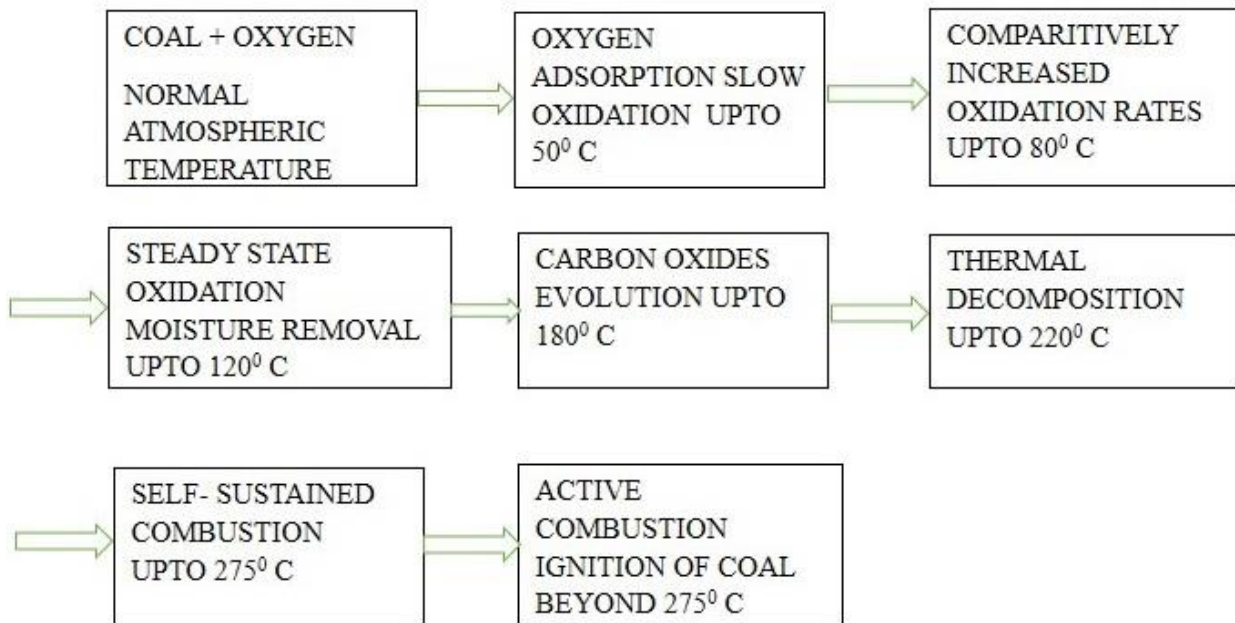 COAL + OXYGEN
NORMAL
ATMOSPHERIC
TEMPERATURE
OXYGEN
ADSORPTION SLOW
OXIDATION UPTO
50⁰ C
COMPARITIVELY
INCREASED
OXIDATION RATES
UPTO 80⁰ C
STEADY STATE
OXIDATION
MOISTURE REMOVAL
UPTO 120⁰ C
CARBON OXIDES
EVOLUTION UPTO
180⁰ C
THERMAL
DECOMPOSITION
UPTO 220⁰ C
SELF- SUSTAINED
COMBUSTION
UPTO 275⁰ C
ACTIVE
COMBUSTION
IGNITION OF COAL
BEYOND 275⁰ C